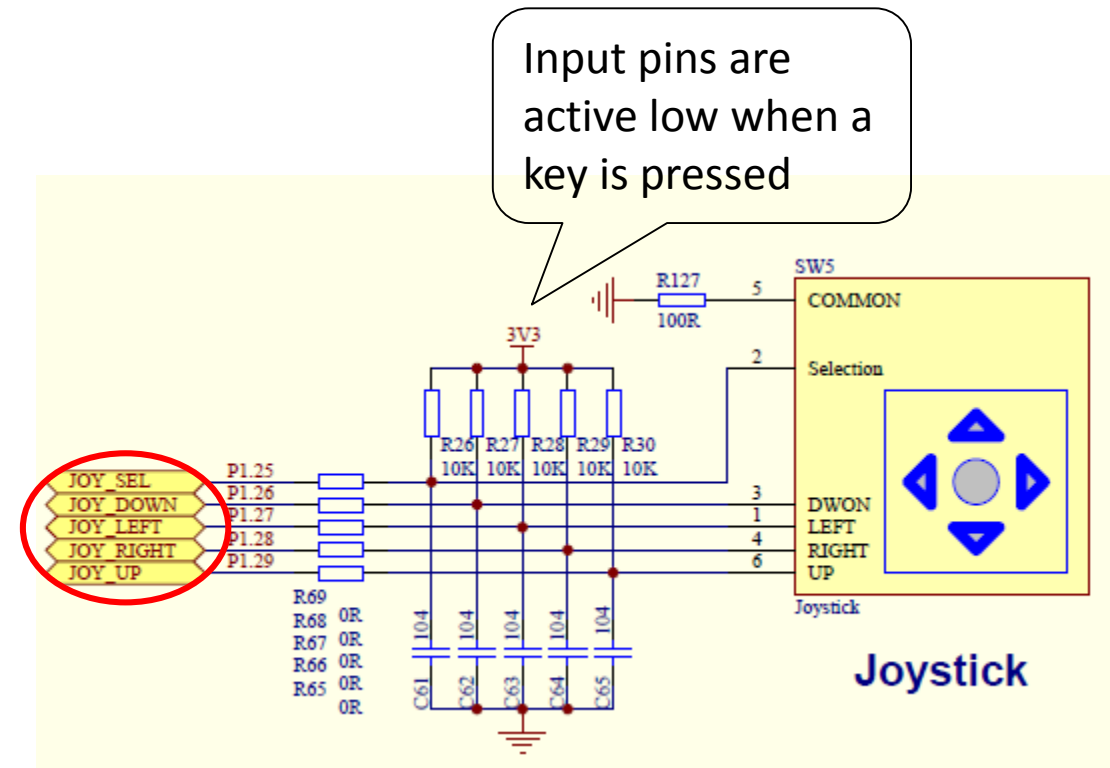 Input pins are
active low when a
key is pressed
SW5
R127
5
COMMON
100R
3V3
2
Selection
R26 R27 R28 R29 R30
10K 10K 10K 10K 10K
JOY_SEL P1.25
JOY_DOWN P1.26 3 DWON
JOY_LEFT P1.27 1 LEFT
JOY_RIGHT P1.28 4 RIGHT
JOY_UP P1.29 6 UP
Joystick
R69
R68 0R
R67 0R
R66 0R
R65 0R
0R
104 104 104 104 104
C61 C62 C63 C64 C65
Joystick